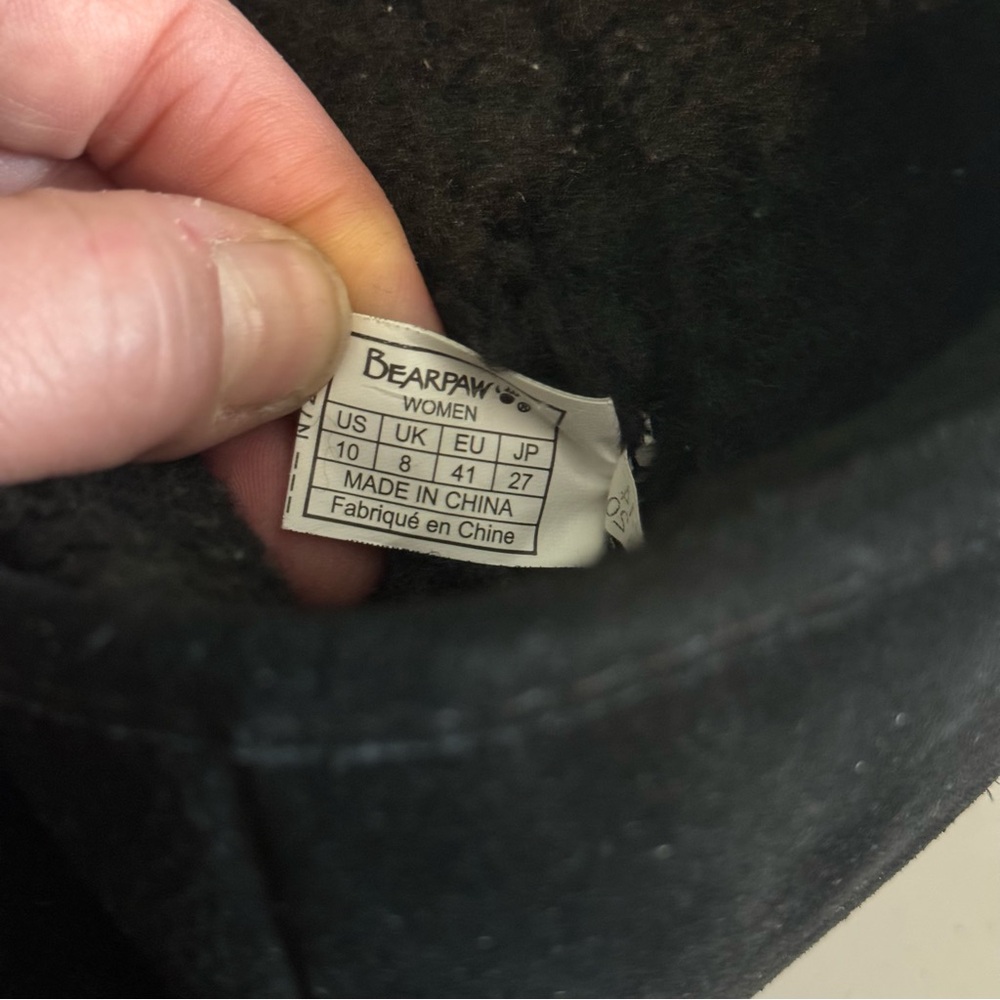 BEARPAW®
WOMEN
US UK EU JP
10 8 41 27
MADE IN CHINA
Fabriqué en Chine